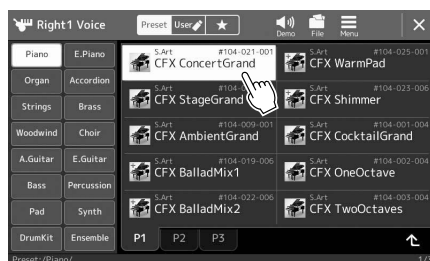 Right1 Voice
Preset User
Demo File Menu
Piano E.Piano
Organ Accordion
Strings Brass
Woodwind Choir
A.Guitar E.Guitar
Bass Percussion
Pad Synth
DrumKit Ensemble
S.Art #104-021-001
CFX ConcertGrand
S.Art #104-025-001
CFX WarmPad
S.Art
CFX StageGrand
S.Art #104-023-006
CFX Shimmer
S.Art #104-009-001
CFX AmbientGrand
S.Art #104-001-004
CFX CocktailGrand
S.Art #104-019-006
CFX BalladMix1
S.Art #104-002-004
CFX OneOctave
S.Art #104-022-006
CFX BalladMix2
S.Art #104-003-004
CFX TwoOctaves
P1 P2 P3
Preset:/Piano/